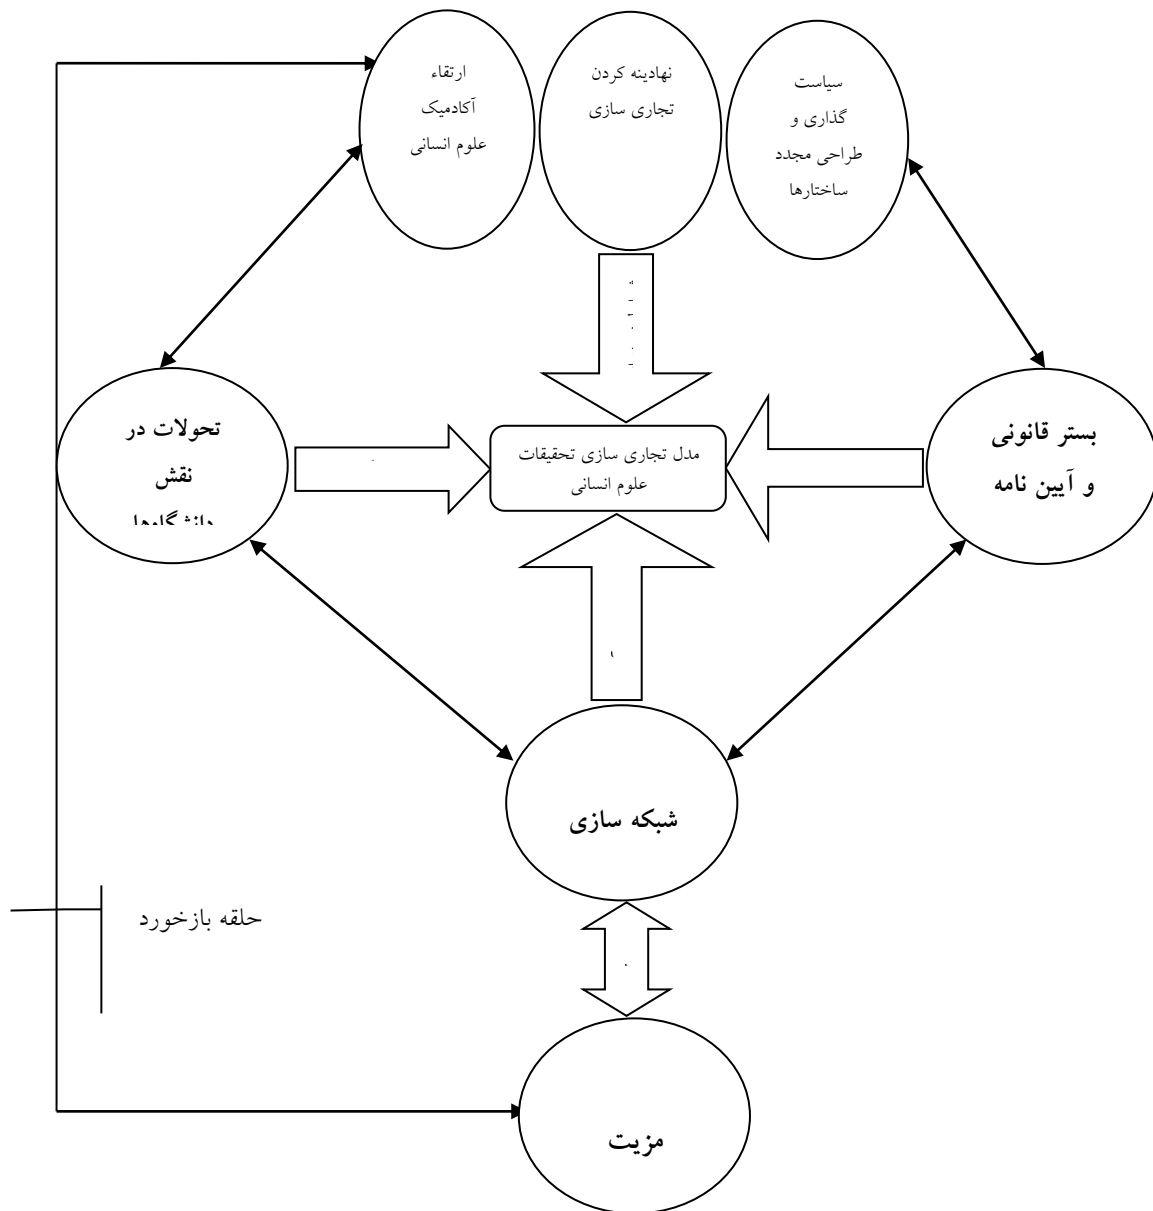 ارتقاء
آکادمیک
علوم انسانی
نهادینه کردن
تجاری سازی
سیاست
گذاری و
طراحی مجدد
ساختارها
تحولات در
نقش
دانشگاهها
مدل تجاری سازی تحقیقات
علوم انسانی
بستر قانونی
و آیین نامه
شبکه سازی
حلقه بازخورد
مزیت